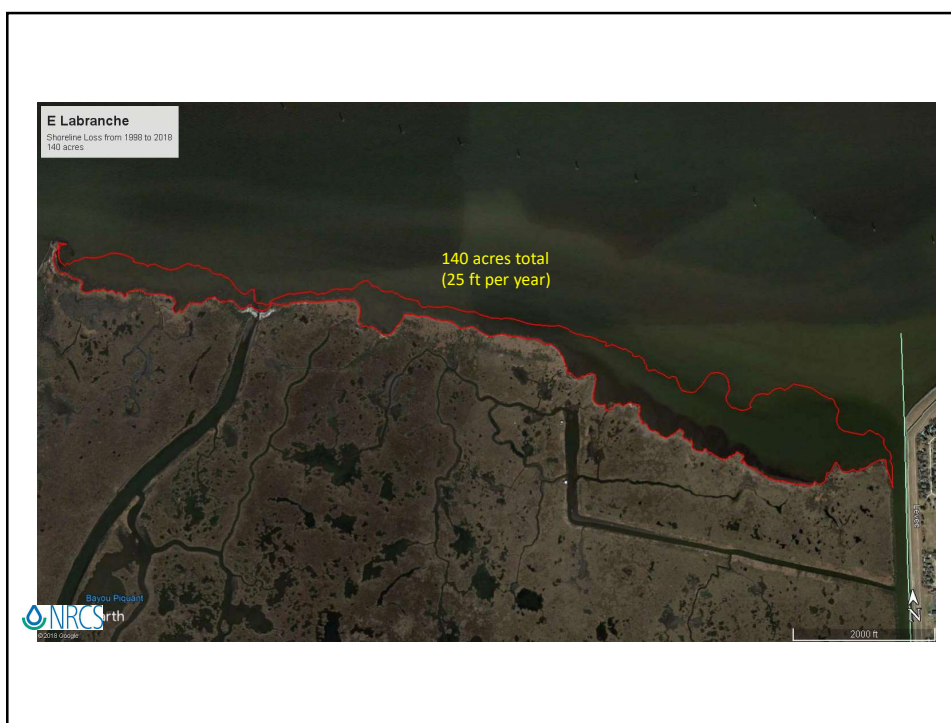 E Labranche
Shoreline Loss from 1998 to 2018
140 acres
140 acres total
(25 ft per year)
Levee
Bayou Piquant
NRCS
rth
©2018 Google
N
2000 ft